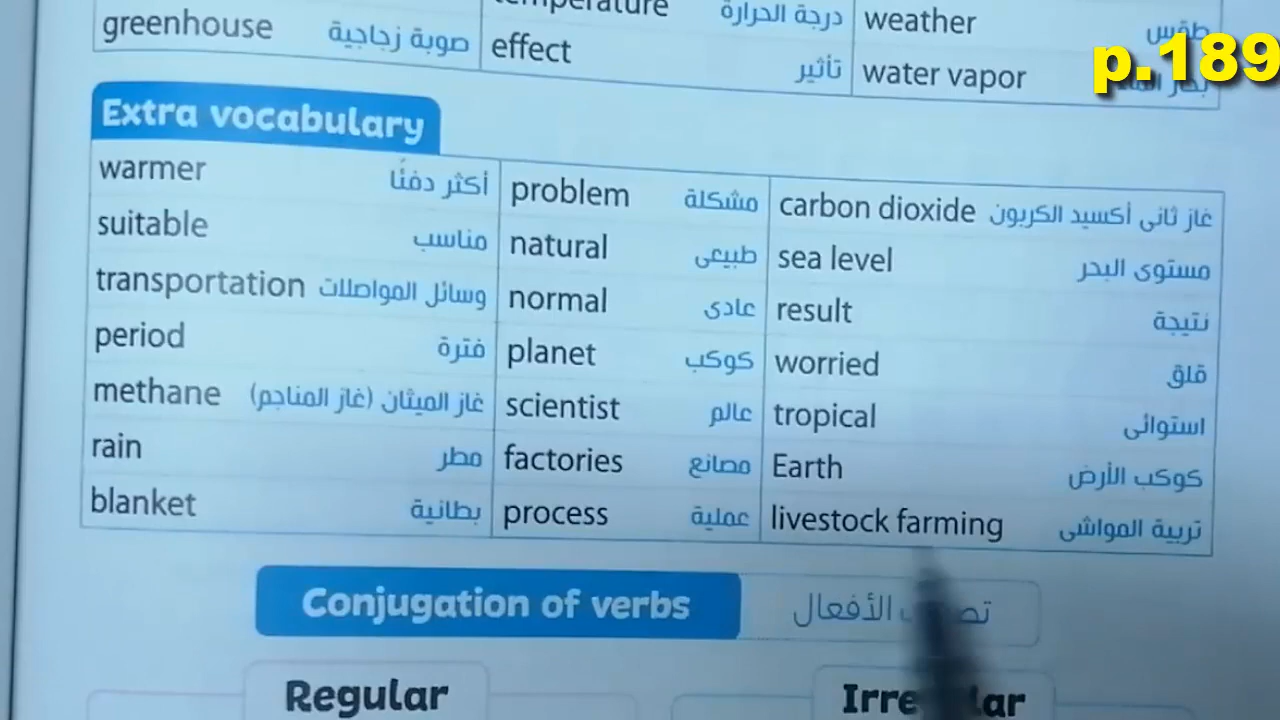 temperature درجة الحرارة weather طقس
greenhouse صوبة زجاجية effect تأثير water vapor
p.189
Extra vocabulary
warmer أكثر دفئًا problem مشكلة carbon dioxide غاز ثانى أكسيد الكربون
suitable مناسب natural طبيعى sea level مستوى البحر
transportation وسائل المواصلات normal عادى result نتيجة
period فترة planet كوكب worried قلق
methane غاز الميثان (غاز المناجم) scientist عالم tropical استوائى
rain مطر factories مصانع Earth كوكب الأرض
blanket بطانية process عملية livestock farming تربية المواشى
Conjugation of verbs الأفعال
Regular